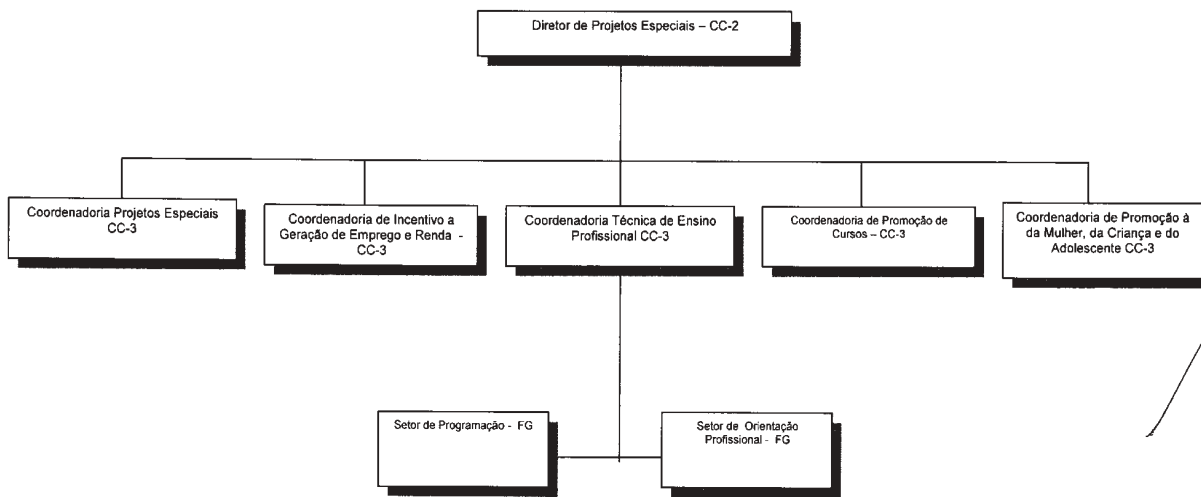 Diretor de Projetos Especiais – CC-2
Coordenadoria Projetos Especiais
CC-3
Coordenadoria de Incentivo a
Geração de Emprego e Renda -
CC-3
Coordenadoria Técnica de Ensino
Profissional CC-3
Coordenadoria de Promoção de
Cursos – CC-3
Coordenadoria de Promoção à
da Mulher, da Criança e do
Adolescente CC-3
Setor de Programação - FG
Setor de Orientação
Profissional - FG